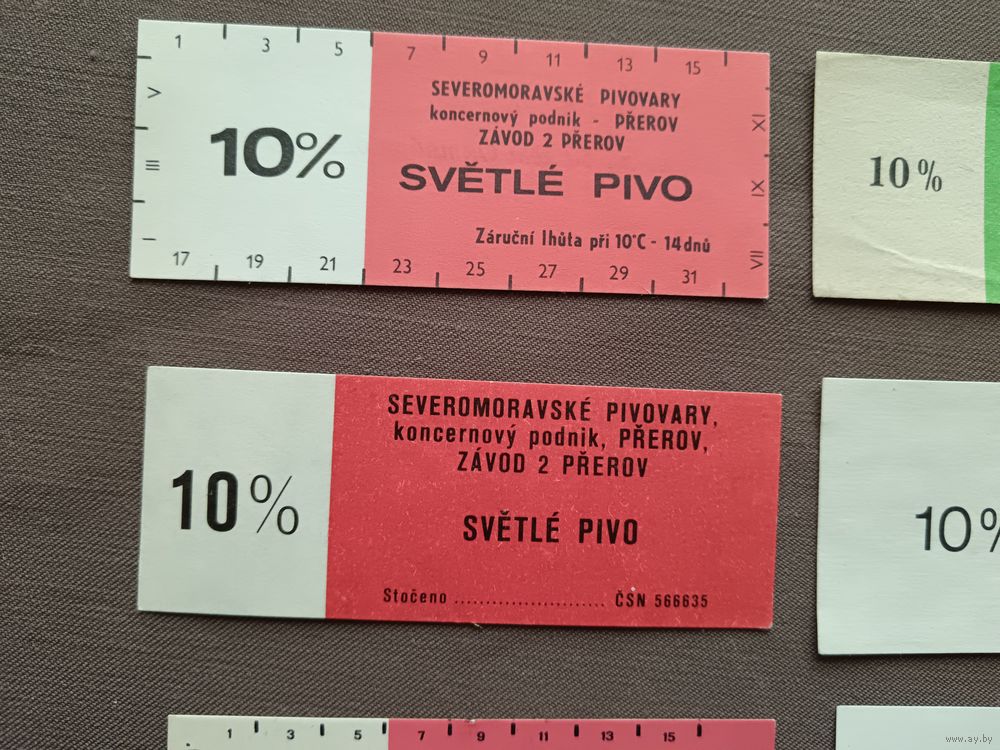 1 3 5 7 9 11 13 15
SEVEROMORAVSKÉ PIVOVARY
koncernový podnik - PŘEROV
ZÁVOD 2 PŘEROV
10%
SVĚTLÉ PIVO
Záruční lhůta při 10°C - 14dnů
V
III
I
XI
IX
VII
17 19 21 23 25 27 29 31
10%
SEVEROMORAVSKÉ PIVOVARY,
koncernový podnik, PŘEROV,
ZÁVOD 2 PŘEROV
10%
SVĚTLÉ PIVO
Stočeno ........................ ČSN 566635
10%
1 3 5 7 9 11 13 15
www.ay.by